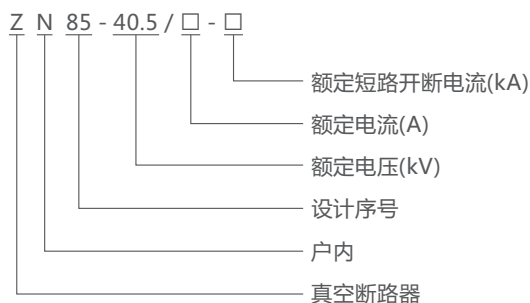 Z N 85 - 40.5 / □ - □
额定短路开断电流(kA)
额定电流(A)
额定电压(kV)
设计序号
户内
真空断路器